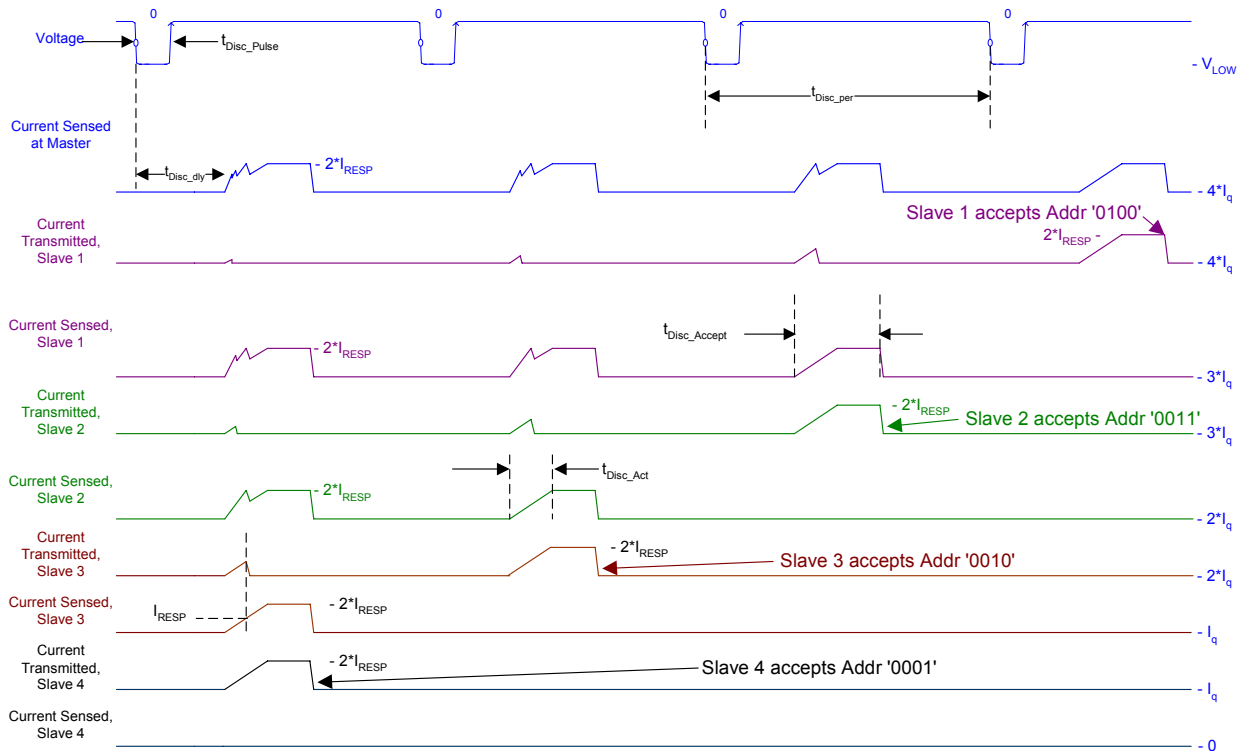 0 0 0 0
Voltage
tDisc_Pulse
- VLOW
tDisc_per
Current Sensed
at Master
tDisc_dly
- 2*IRESP
- 4*Iq
Slave 1 accepts Addr '0100'
Current
Transmitted,
Slave 1
2*IRESP -
- 4*Iq
Current Sensed,
Slave 1
- 2*IRESP
tDisc_Accept
- 3*Iq
Current
Transmitted,
Slave 2
- 2*IRESP
Slave 2 accepts Addr '0011'
- 3*Iq
Current Sensed,
Slave 2
- 2*IRESP
tDisc_Act
- 2*Iq
Current
Transmitted,
Slave 3
- 2*IRESP
Slave 3 accepts Addr '0010'
- 2*Iq
Current Sensed,
Slave 3
IRESP
- 2*IRESP
- Iq
Current
Transmitted,
Slave 4
- 2*IRESP
Slave 4 accepts Addr '0001'
- Iq
Current Sensed,
Slave 4
- 0